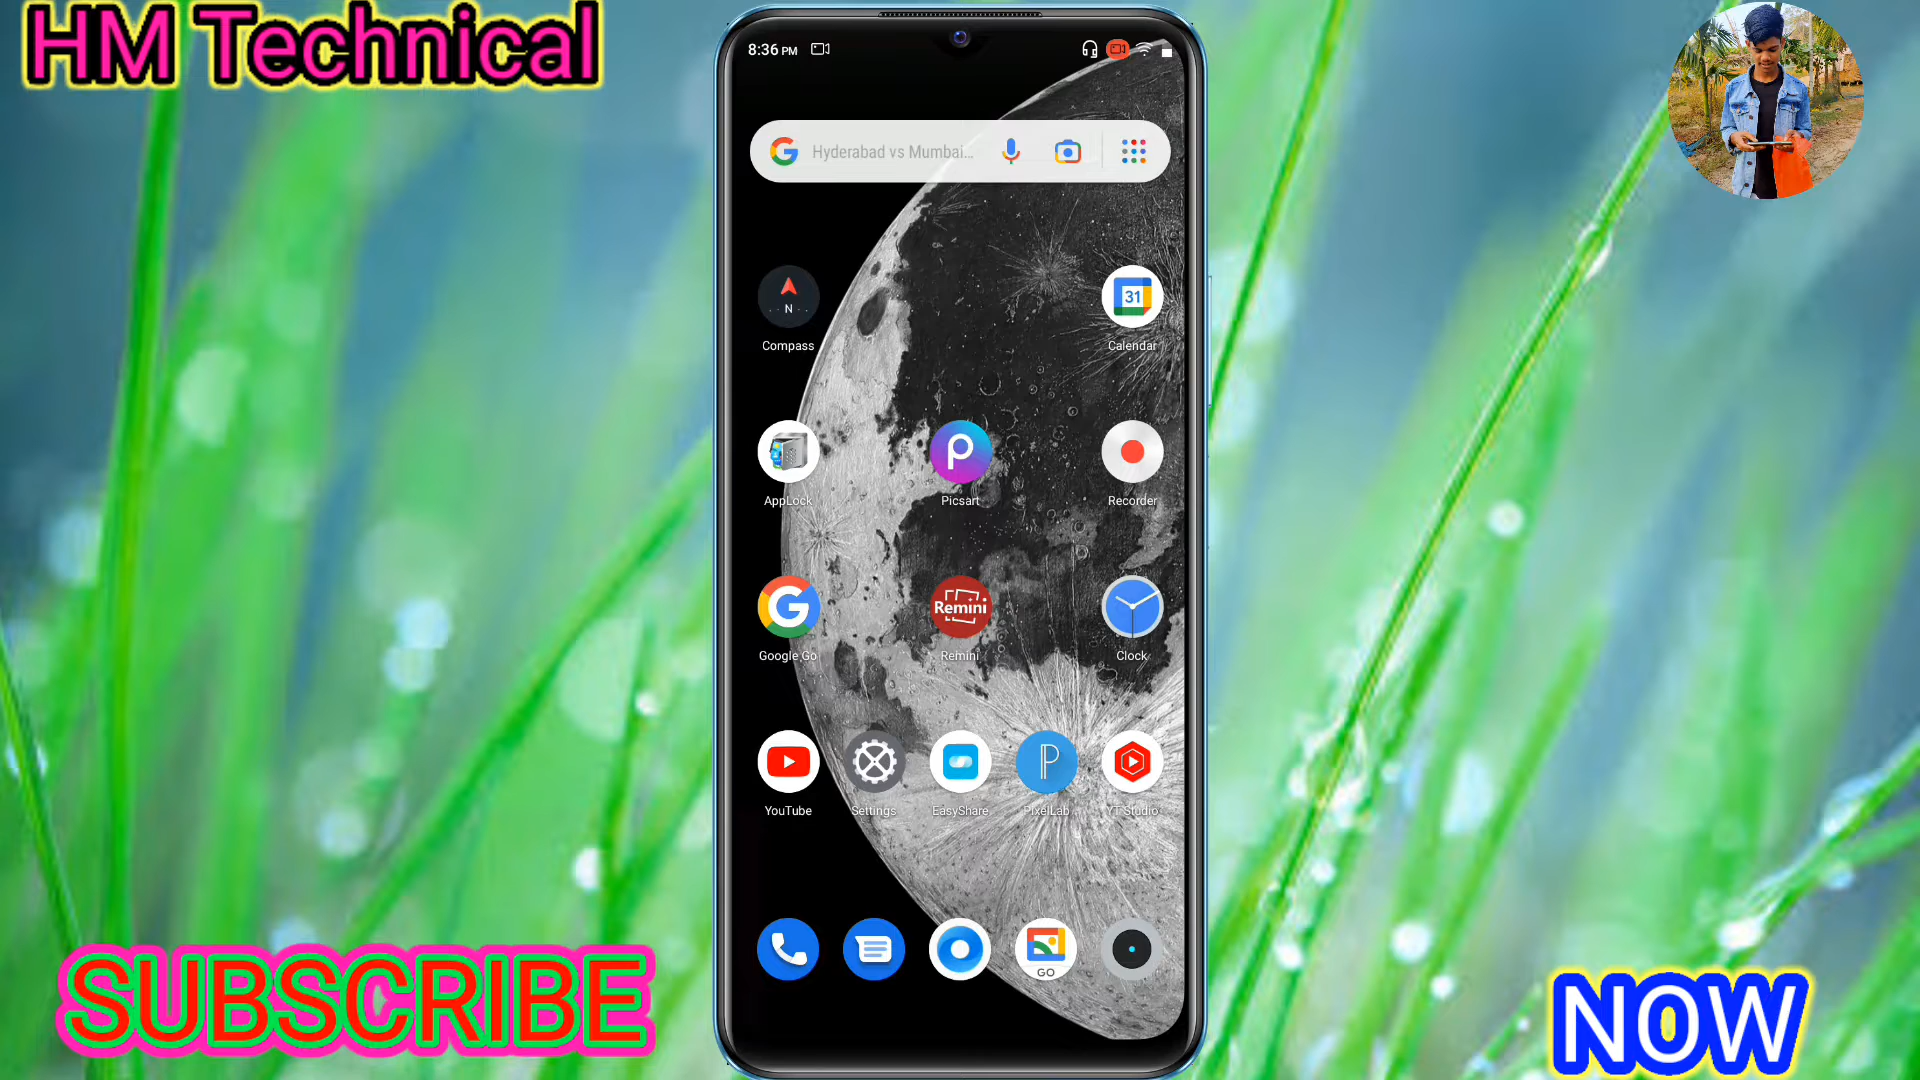 HM Technical
8:36 PM
Hyderabad vs Mumbai...
N
Compass
31
Calendar
AppLock
Picsart
Recorder
Google Go
Remini
Remini
Clock
YouTube
Settings
EasyShare
PixelLab
YT Studio
GO
SUBSCRIBE
NOW